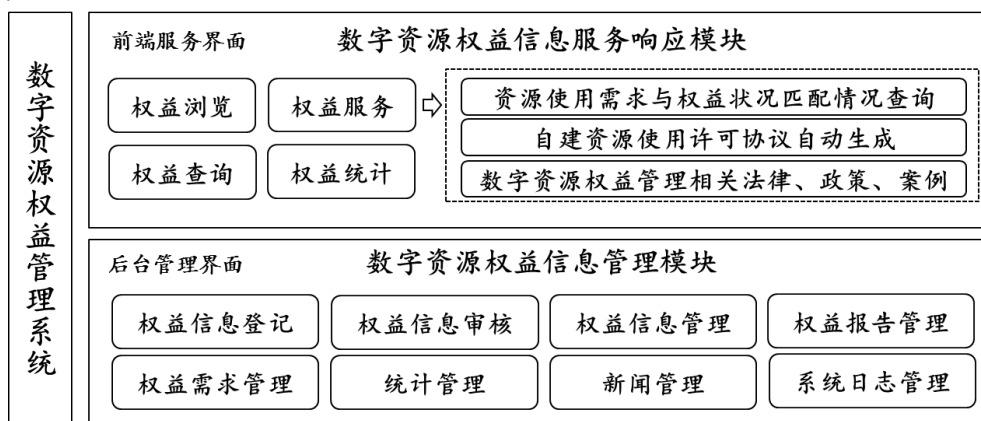 数字资源权益管理系统
前端服务界面
数字资源权益信息服务响应模块
权益浏览
权益服务
资源使用需求与权益状况匹配情况查询
自建资源使用许可协议自动生成
权益查询
权益统计
数字资源权益管理相关法律、政策、案例
后台管理界面
数字资源权益信息管理模块
权益信息登记
权益信息审核
权益信息管理
权益报告管理
权益需求管理
统计管理
新闻管理
系统日志管理